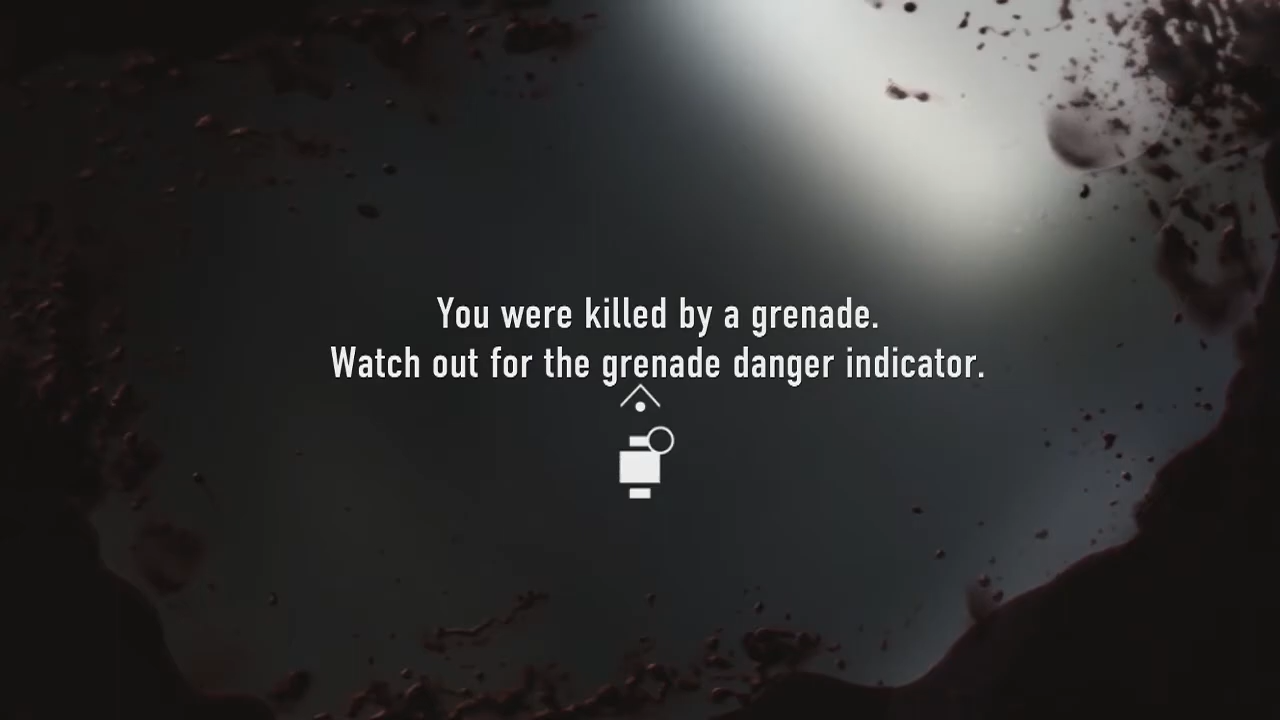 You were killed by a grenade.
Watch out for the grenade danger indicator.